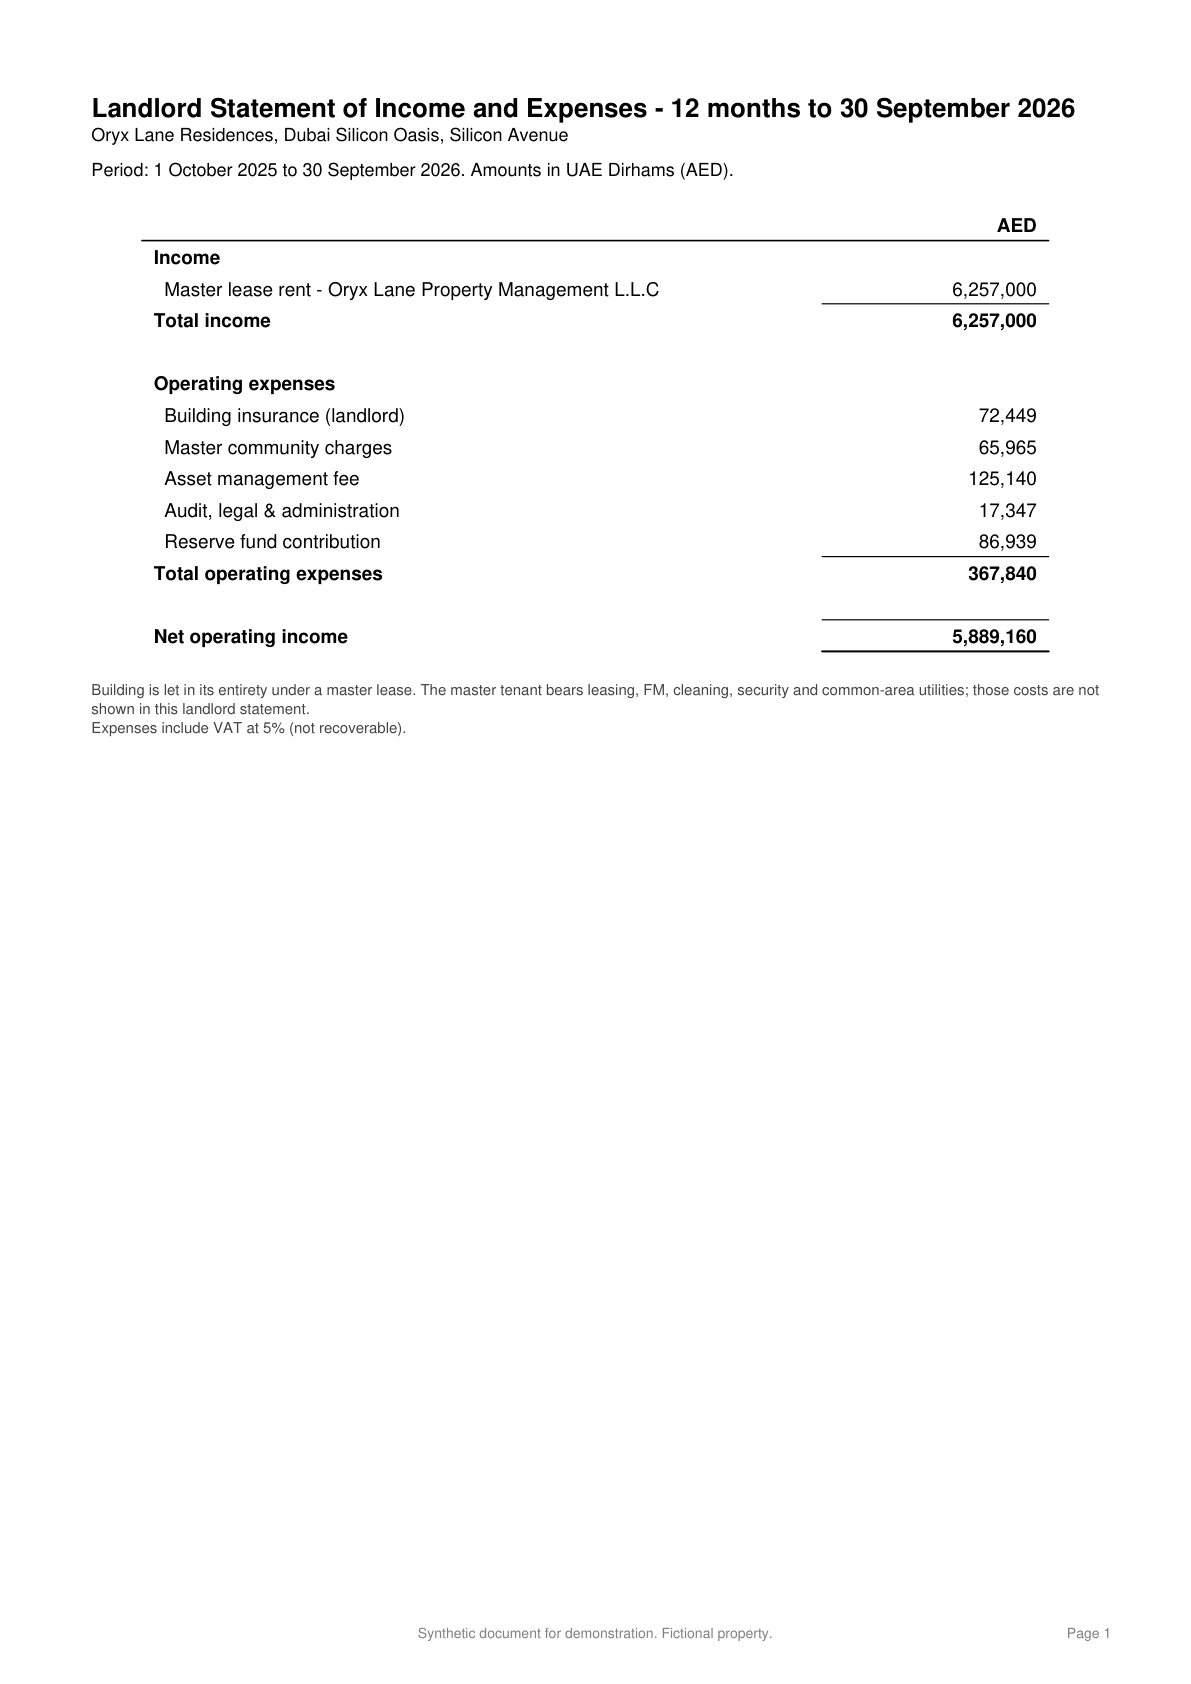 Landlord Statement of Income and Expenses - 12 months to 30 September 2026
Oryx Lane Residences, Dubai Silicon Oasis, Silicon Avenue
Period: 1 October 2025 to 30 September 2026. Amounts in UAE Dirhams (AED).
AED
Income
Master lease rent - Oryx Lane Property Management L.L.C 6,257,000
Total income 6,257,000
Operating expenses
Building insurance (landlord) 72,449
Master community charges 65,965
Asset management fee 125,140
Audit, legal & administration 17,347
Reserve fund contribution 86,939
Total operating expenses 367,840
Net operating income 5,889,160
Building is let in its entirety under a master lease. The master tenant bears leasing, FM, cleaning, security and common-area utilities; those costs are not
shown in this landlord statement.
Expenses include VAT at 5% (not recoverable).
Synthetic document for demonstration. Fictional property. Page 1